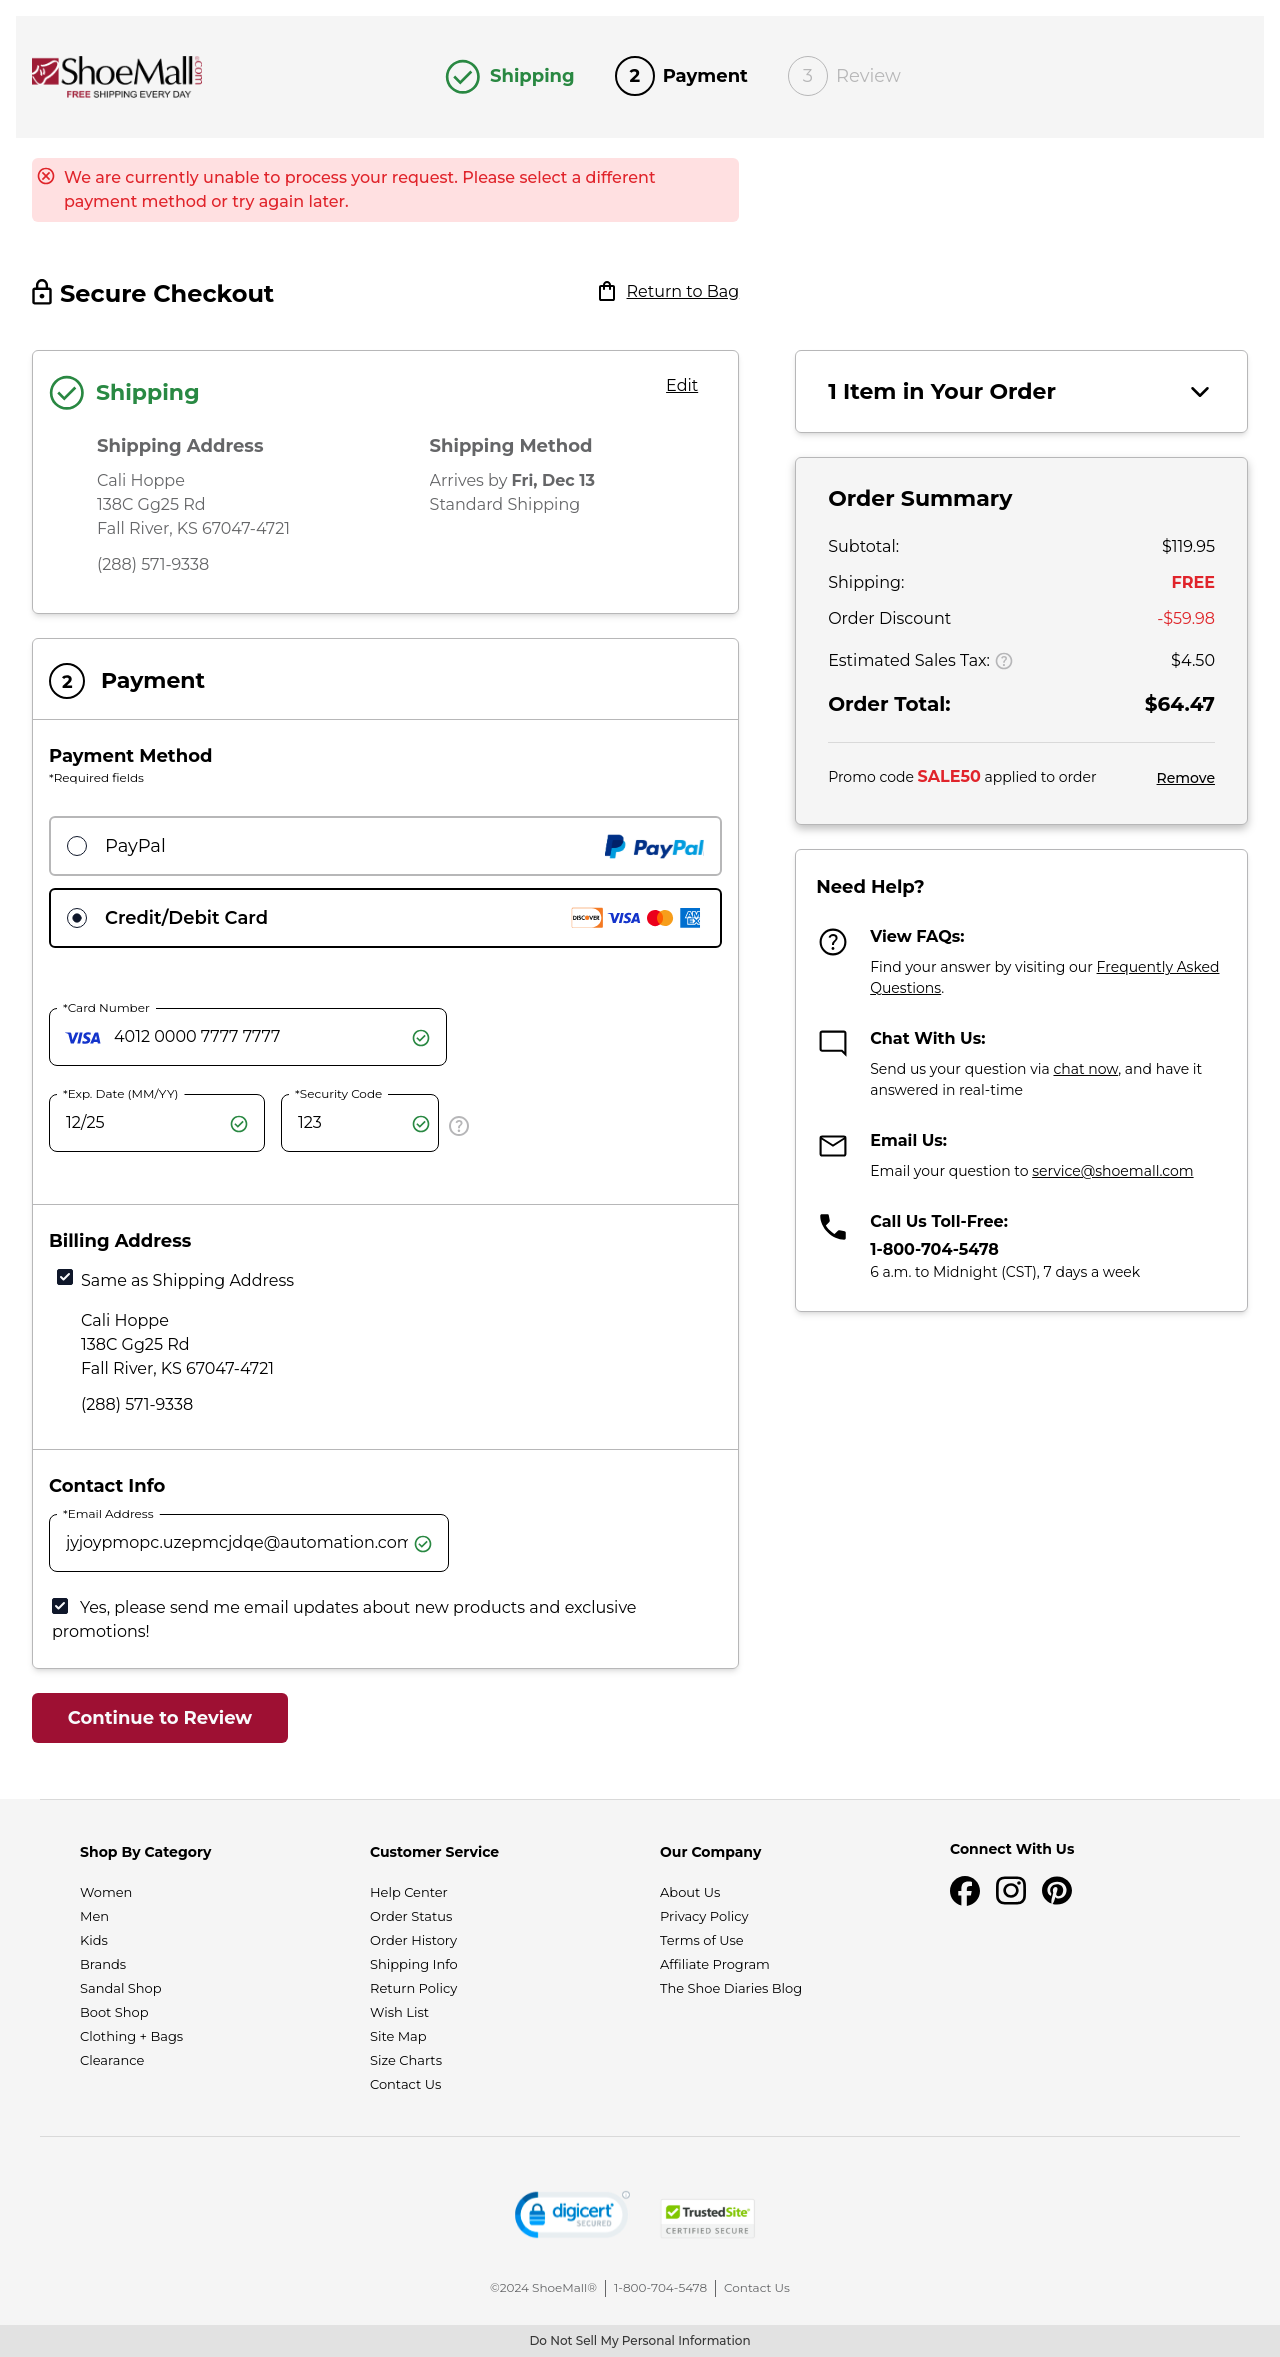 ShoeMall.com
FREE SHIPPING EVERY DAY
Shipping
2 Payment
3 Review
We are currently unable to process your request. Please select a different
payment method or try again later.
Secure Checkout
Return to Bag
Shipping
Edit
Shipping Address
Cali Hoppe
138C Gg25 Rd
Fall River, KS 67047-4721
(288) 571-9338
Shipping Method
Arrives by Fri, Dec 13
Standard Shipping
2 Payment
Payment Method
*Required fields
PayPal
PayPal
Credit/Debit Card
DISCOVER VISA AM EX
*Card Number
VISA 4012 0000 7777 7777
*Exp. Date (MM/YY)
12/25
*Security Code
123
Billing Address
Same as Shipping Address
Cali Hoppe
138C Gg25 Rd
Fall River, KS 67047-4721
(288) 571-9338
Contact Info
*Email Address
jyjoypmopc.uzepmcjdqe@automation.com
Yes, please send me email updates about new products and exclusive
promotions!
Continue to Review
1 Item in Your Order
Order Summary
Subtotal: $119.95
Shipping: FREE
Order Discount -$59.98
Estimated Sales Tax: $4.50
Order Total: $64.47
Promo code SALE50 applied to order Remove
Need Help?
View FAQs:
Find your answer by visiting our Frequently Asked
Questions.
Chat With Us:
Send us your question via chat now, and have it
answered in real-time
Email Us:
Email your question to service@shoemall.com
Call Us Toll-Free:
1-800-704-5478
6 a.m. to Midnight (CST), 7 days a week
Shop By Category
Women
Men
Kids
Brands
Sandal Shop
Boot Shop
Clothing + Bags
Clearance
Customer Service
Help Center
Order Status
Order History
Shipping Info
Return Policy
Wish List
Site Map
Size Charts
Contact Us
Our Company
About Us
Privacy Policy
Terms of Use
Affiliate Program
The Shoe Diaries Blog
Connect With Us
digicert
SECURED
TrustedSite
CERTIFIED SECURE
©2024 ShoeMall® | 1-800-704-5478 | Contact Us
Do Not Sell My Personal Information